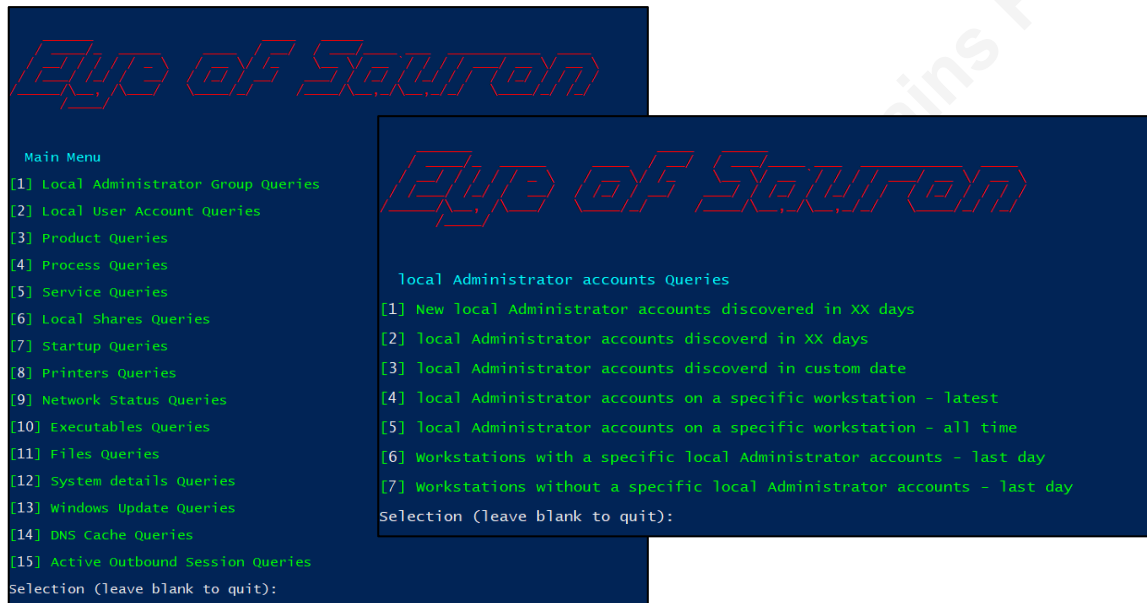 Eye of Sauron
Main Menu
[1] Local Administrator Group Queries
[2] Local User Account Queries
[3] Product Queries
[4] Process Queries
[5] Service Queries
[6] Local Shares Queries
[7] Startup Queries
[8] Printers Queries
[9] Network Status Queries
[10] Executables Queries
[11] Files Queries
[12] System details Queries
[13] Windows Update Queries
[14] DNS Cache Queries
[15] Active Outbound Session Queries
Selection (leave blank to quit):
Eye of Sauron
local Administrator accounts Queries
[1] New local Administrator accounts discovered in XX days
[2] local Administrator accounts discoverd in XX days
[3] local Administrator accounts discoverd in custom date
[4] local Administrator accounts on a specific workstation – latest
[5] local Administrator accounts on a specific workstation – all time
[6] Workstations with a specific local Administrator accounts – last day
[7] Workstations without a specific local Administrator accounts – last day
Selection (leave blank to quit):